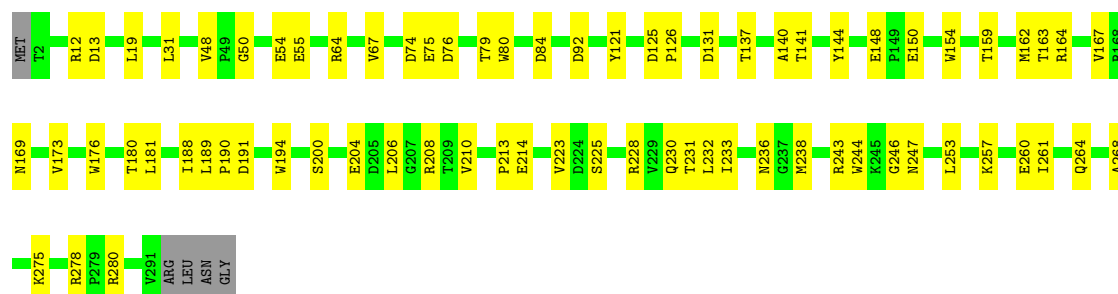 MET T2 R12 D13 L19 L31 V48 P49 G50 E54 E55 R64 V67 D74 E75 D76 T79 W80 D84 D92 Y121 D125 P126 D131 T137 A140 T141 Y144 E148 P149 E150 W154 T159 M162 T163 R164 V167 R168
N169 V173 W176 T180 L181 I188 L189 P190 D191 W194 S200 E204 D205 L206 G207 R208 T209 V210 P213 E214 V223 D224 S225 R228 V229 Q230 T231 L232 I233 N236 G237 M238 R243 W244 K245 G246 N247 L253 K257 E260 I261 Q264 A268
K275 R278 P279 R280 V291 ARG LEU ASN GLY